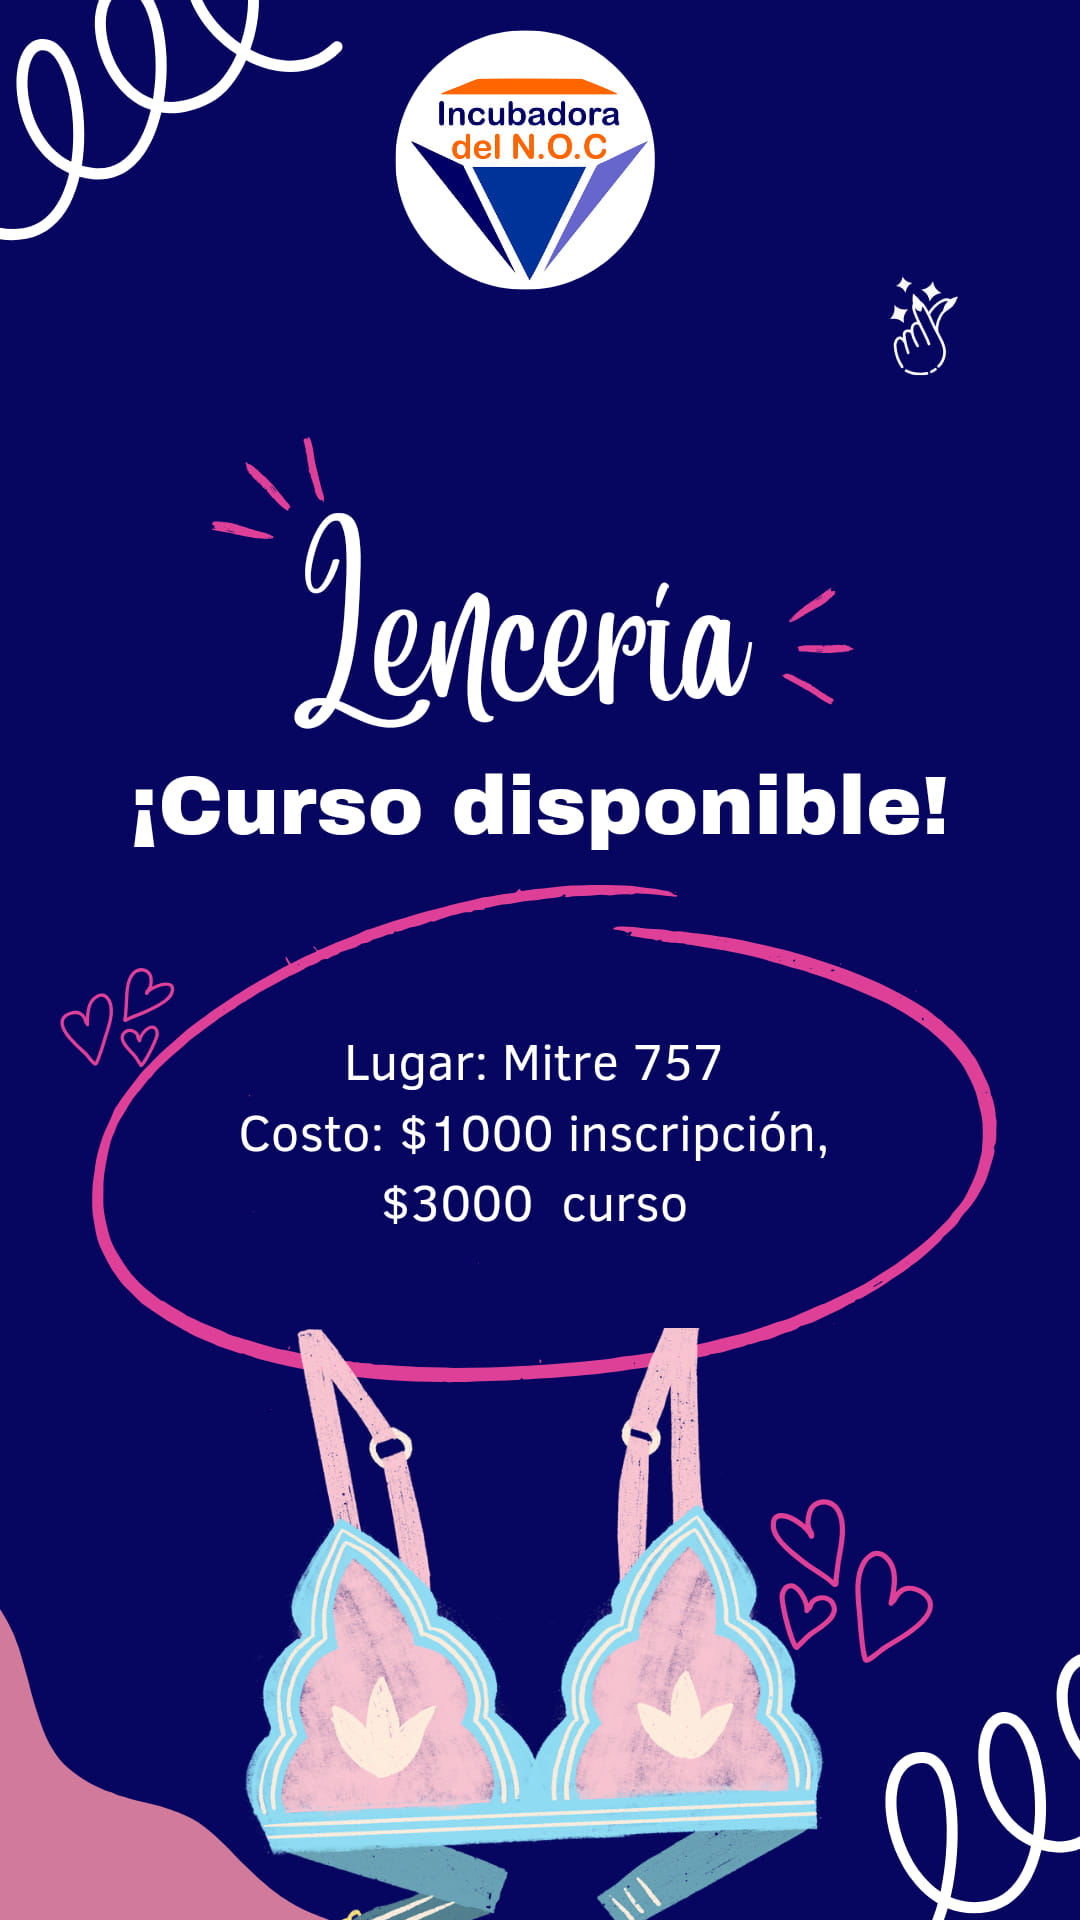 Incubadora
del N.O.C
Lencería
¡Curso disponible!
Lugar: Mitre 757
Costo: $1000 inscripción,
$3000 curso